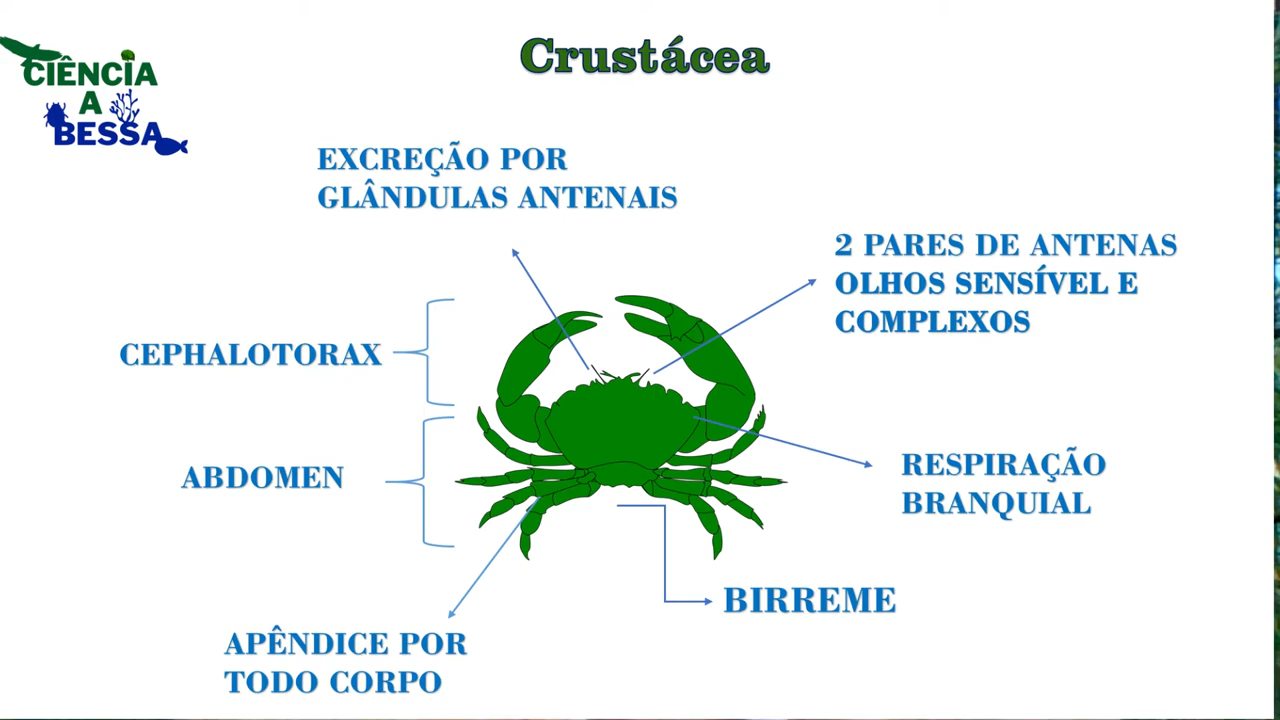 Crustácea
CIÊNCIA
A
BESSA
EXCREÇÃO POR
GLÂNDULAS ANTENAIS
2 PARES DE ANTENAS
OLHOS SENSÍVEL E
COMPLEXOS
CEPHALOTORAX
ABDOMEN
RESPIRAÇÃO
BRANQUIAL
BIRREME
APÊNDICE POR
TODO CORPO